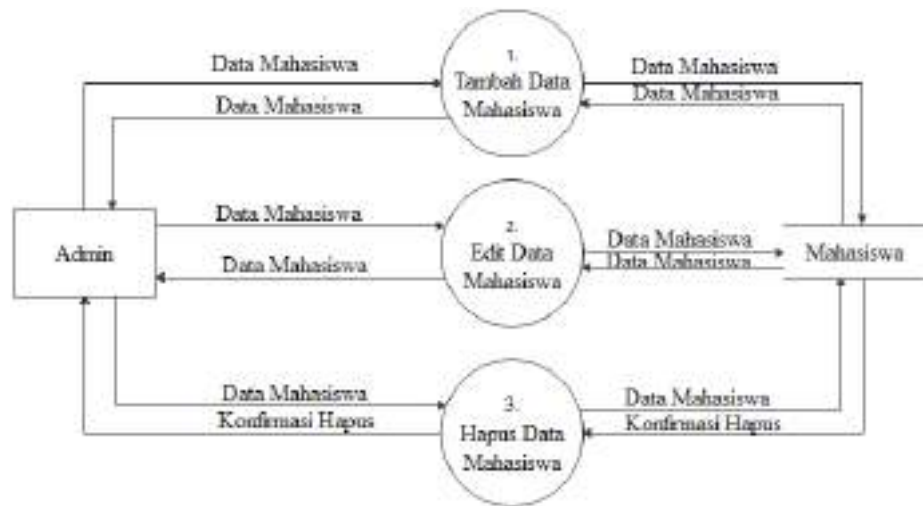 1.
Tambah Data
Mahasiswa
Data Mahasiswa
Data Mahasiswa
Data Mahasiswa
Data Mahasiswa
Admin
Data Mahasiswa
Data Mahasiswa
2.
Edit Data
Mahasiswa
Data Mahasiswa
Data Mahasiswa
Mahasiswa
Data Mahasiswa
Konfirmasi Hapus
3.
Hapus Data
Mahasiswa
Data Mahasiswa
Konfirmasi Hapus